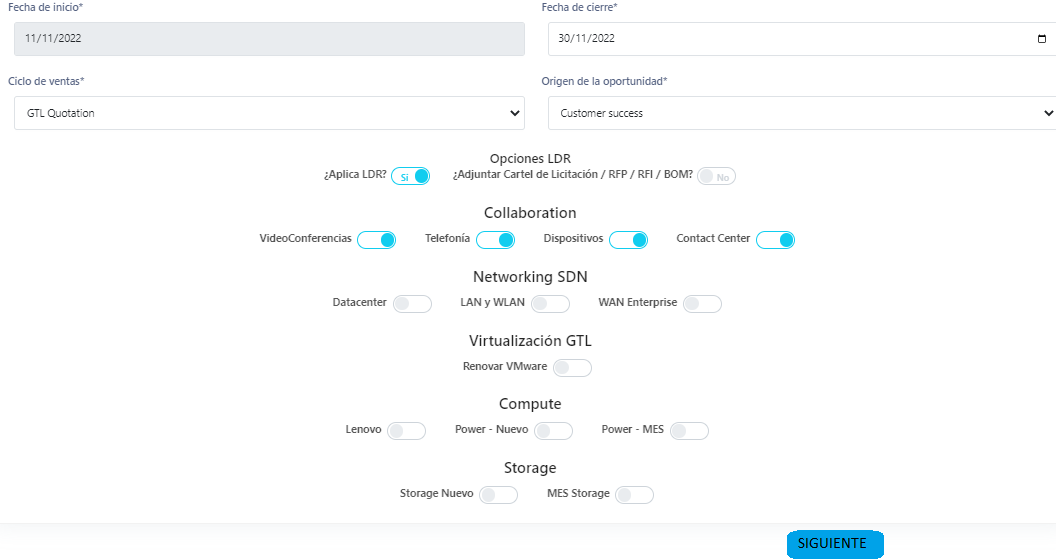 Fecha de inicio* Fecha de cierre*
11/11/2022 30/11/2022
Ciclo de ventas* Origen de la oportunidad*
GTL Quotation Customer success
Opciones LDR
¿Aplica LDR? Si ¿Adjuntar Cartel de Licitación / RFP / RFI / BOM? No
Collaboration
VideoConferencias Telefonía Dispositivos Contact Center
Networking SDN
Datacenter LAN y WLAN WAN Enterprise
Virtualización GTL
Renovar VMware
Compute
Lenovo Power - Nuevo Power - MES
Storage
Storage Nuevo MES Storage
SIGUIENTE